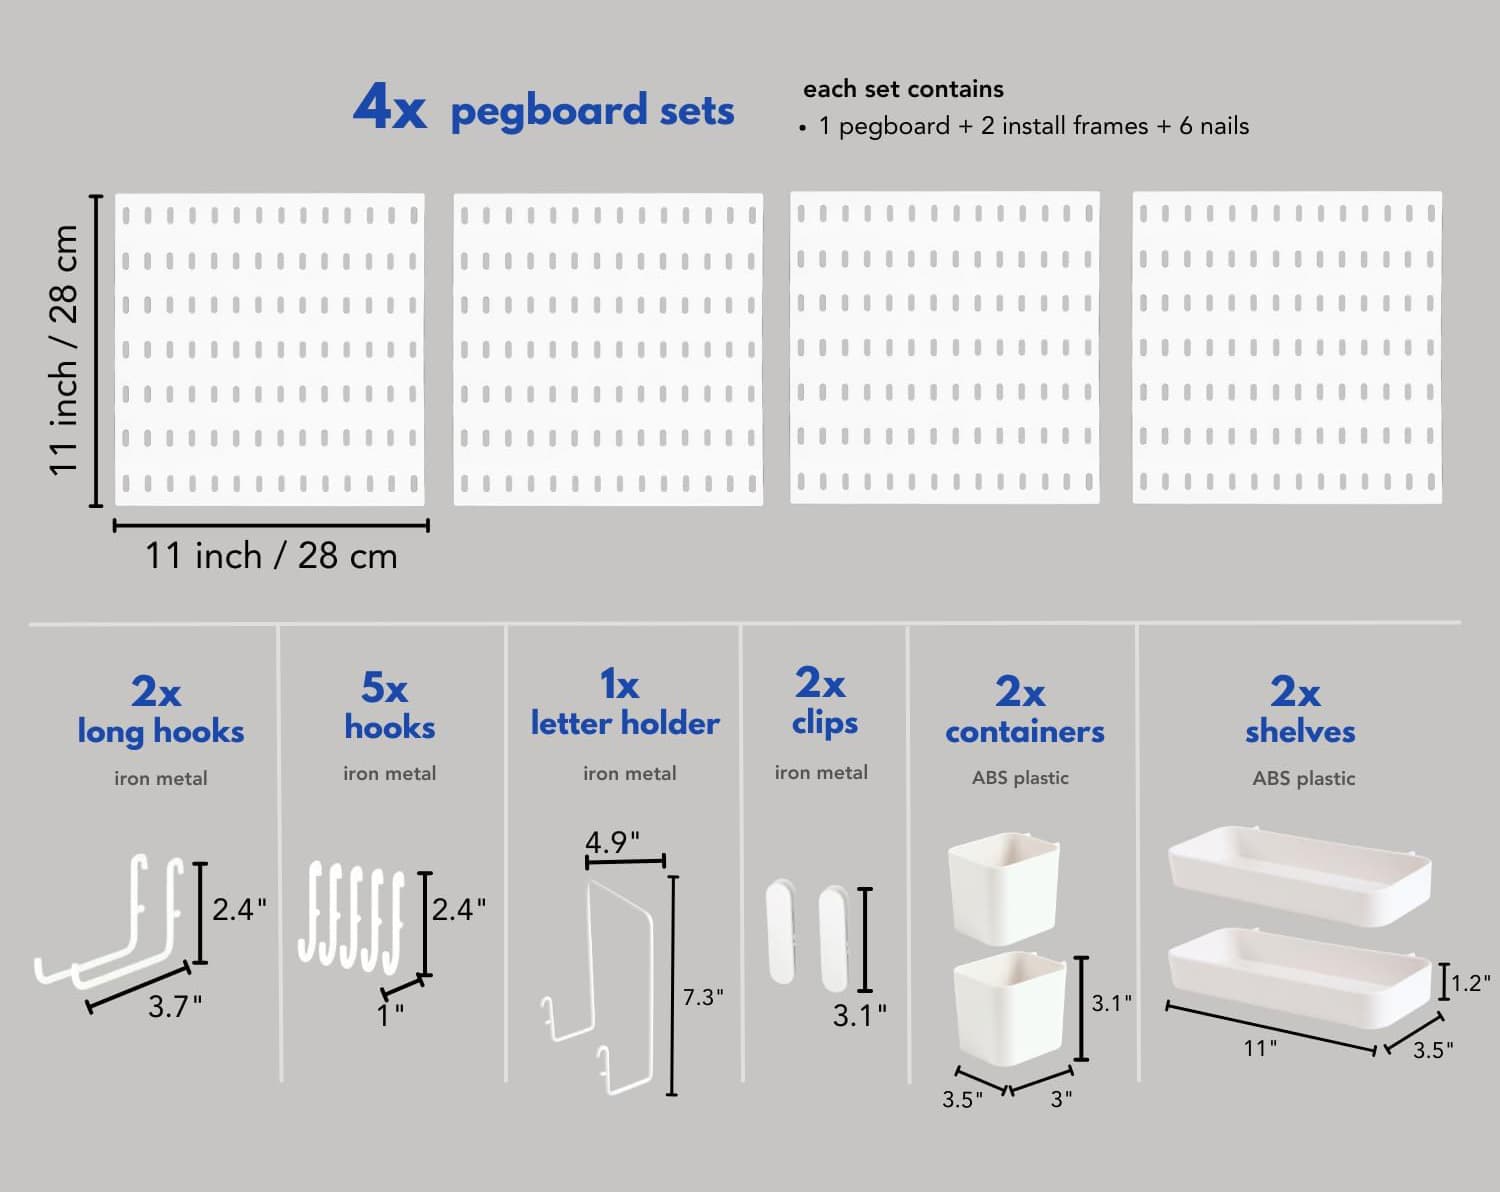 4x pegboard sets
each set contains
• 1 pegboard + 2 install frames + 6 nails
11 inch / 28 cm
11 inch / 28 cm
2x
long hooks
iron metal
2.4"
3.7"
5x
hooks
iron metal
2.4"
1"
1x
letter holder
iron metal
4.9"
7.3"
2x
clips
iron metal
3.1"
2x
containers
ABS plastic
3.1"
3.5"
3"
2x
shelves
ABS plastic
1.2"
11"
3.5"